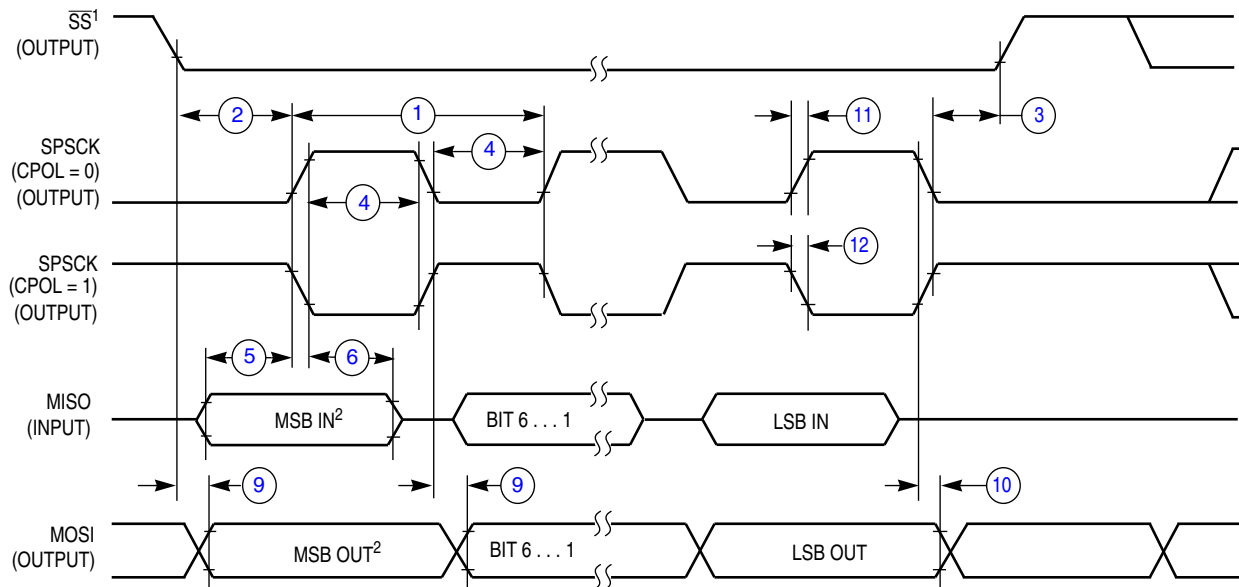 SS¹
(OUTPUT)
2
1
11
3
SPSCK
(CPOL = 0)
(OUTPUT)
4
4
12
SPSCK
(CPOL = 1)
(OUTPUT)
5
6
MISO
(INPUT)
MSB IN²
BIT 6 . . . 1
LSB IN
9
9
10
MOSI
(OUTPUT)
MSB OUT²
BIT 6 . . . 1
LSB OUT